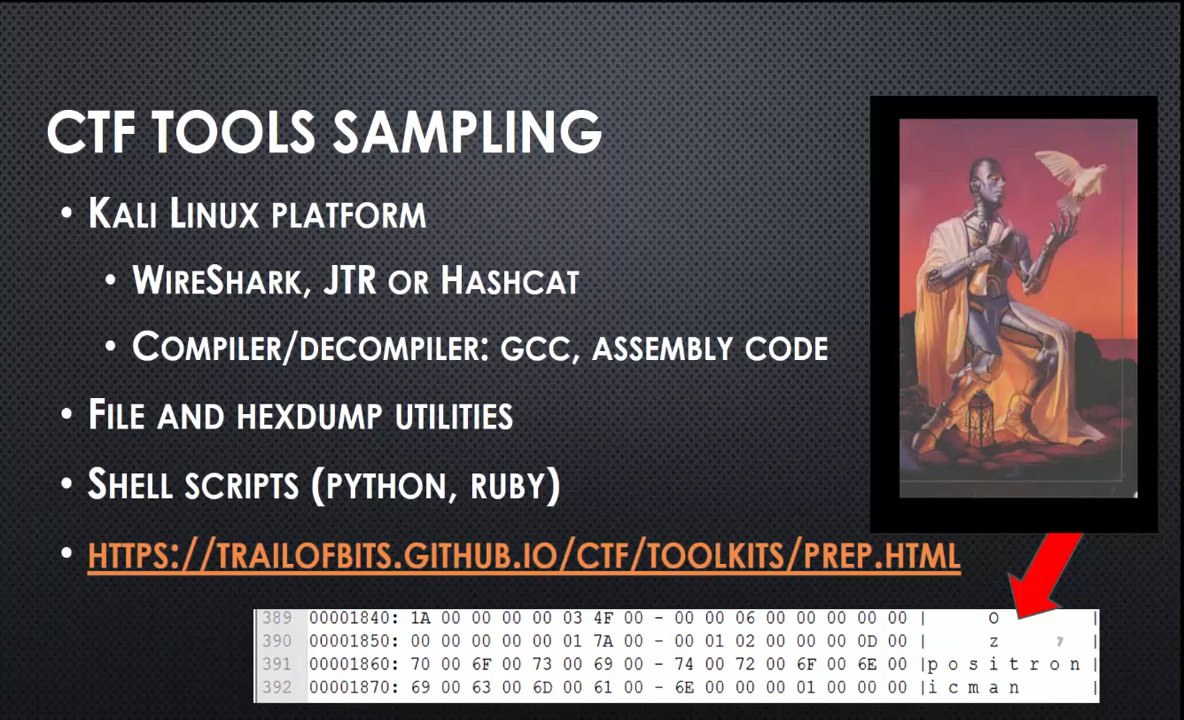 CTF TOOLS SAMPLING
• KALI LINUX PLATFORM
• WIRESHARK, JTR OR HASHCAT
• COMPILER/DECOMPILER: GCC, ASSEMBLY CODE
• FILE AND HEXDUMP UTILITIES
• SHELL SCRIPTS (PYTHON, RUBY)
• HTTPS://TRAILOFBITS.GITHUB.IO/CTF/TOOLKITS/PREP.HTML
389 00001840: 1A 00 00 00 00 03 4F 00 - 00 00 06 00 00 00 00 00 | O |
390 00001850: 00 00 00 00 00 01 7A 00 - 00 01 02 00 00 00 0D 00 | z , |
391 00001860: 70 00 6F 00 73 00 69 00 - 74 00 72 00 6F 00 6E 00 |p o s i t r o n |
392 00001870: 69 00 63 00 6D 00 61 00 - 6E 00 00 00 01 00 00 00 |i c m a n |